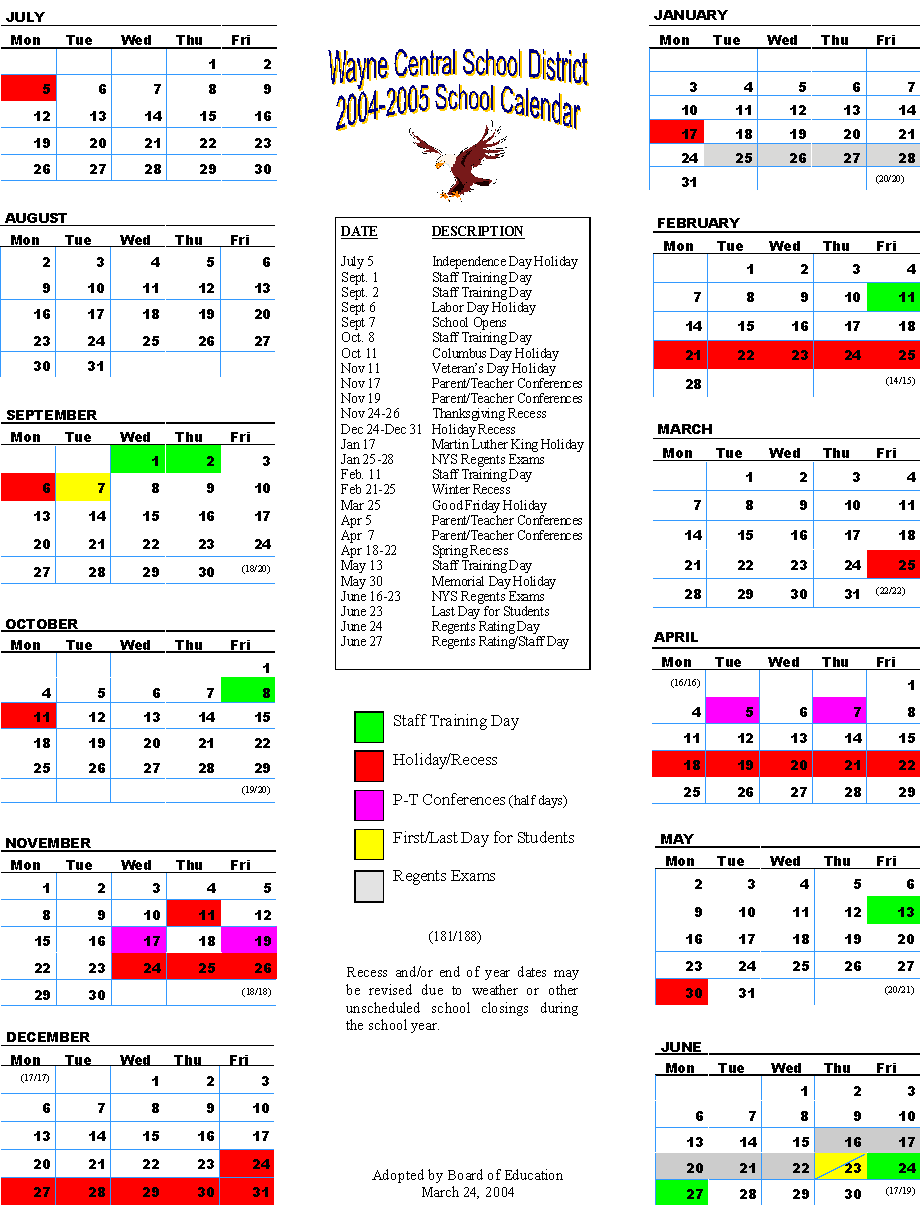 JULY
Mon Tue Wed Thu Fri
1 2
5 6 7 8 9
12 13 14 15 16
19 20 21 22 23
26 27 28 29 30
AUGUST
Mon Tue Wed Thu Fri
2 3 4 5 6
9 10 11 12 13
16 17 18 19 20
23 24 25 26 27
30 31
SEPTEMBER
Mon Tue Wed Thu Fri
1 2 3
6 7 8 9 10
13 14 15 16 17
20 21 22 23 24
27 28 29 30 (18/20)
OCTOBER
Mon Tue Wed Thu Fri
1
4 5 6 7 8
11 12 13 14 15
18 19 20 21 22
25 26 27 28 29
(19/20)
NOVEMBER
Mon Tue Wed Thu Fri
1 2 3 4 5
8 9 10 11 12
15 16 17 18 19
22 23 24 25 26
29 30 (18/18)
DECEMBER
Mon Tue Wed Thu Fri
(17/17) 1 2 3
6 7 8 9 10
13 14 15 16 17
20 21 22 23 24
27 28 29 30 31
Wayne Central School District
2004-2005 School Calendar
DATE DESCRIPTION
July 5 Independence Day Holiday
Sept. 1 Staff Training Day
Sept. 2 Staff Training Day
Sept 6 Labor Day Holiday
Sept 7 School Opens
Oct. 8 Staff Training Day
Oct 11 Columbus Day Holiday
Nov 11 Veteran's Day Holiday
Nov 17 Parent/Teacher Conferences
Nov 19 Parent/Teacher Conferences
Nov 24-26 Thanksgiving Recess
Dec 24-Dec 31 Holiday Recess
Jan 17 Martin Luther King Holiday
Jan 25-28 NYS Regents Exams
Feb. 11 Staff Training Day
Feb 21-25 Winter Recess
Mar 25 Good Friday Holiday
Apr 5 Parent/Teacher Conferences
Apr 7 Parent/Teacher Conferences
Apr 18-22 Spring Recess
May 13 Staff Training Day
May 30 Memorial Day Holiday
June 16-23 NYS Regents Exams
June 23 Last Day for Students
June 24 Regents Rating Day
June 27 Regents Rating/Staff Day
Staff Training Day
Holiday/Recess
P-T Conferences (half days)
First/Last Day for Students
Regents Exams
(181/188)
Recess and/or end of year dates may
be revised due to weather or other
unscheduled school closings during
the school year.
Adopted by Board of Education
March 24, 2004
JANUARY
Mon Tue Wed Thu Fri
3 4 5 6 7
10 11 12 13 14
17 18 19 20 21
24 25 26 27 28
31 (20/20)
FEBRUARY
Mon Tue Wed Thu Fri
1 2 3 4
7 8 9 10 11
14 15 16 17 18
21 22 23 24 25
28 (14/15)
MARCH
Mon Tue Wed Thu Fri
1 2 3 4
7 8 9 10 11
14 15 16 17 18
21 22 23 24 25
28 29 30 31 (22/22)
APRIL
Mon Tue Wed Thu Fri
(16/16) 1
4 5 6 7 8
11 12 13 14 15
18 19 20 21 22
25 26 27 28 29
MAY
Mon Tue Wed Thu Fri
2 3 4 5 6
9 10 11 12 13
16 17 18 19 20
23 24 25 26 27
30 31 (20/21)
JUNE
Mon Tue Wed Thu Fri
1 2 3
6 7 8 9 10
13 14 15 16 17
20 21 22 23 24
27 28 29 30 (17/19)